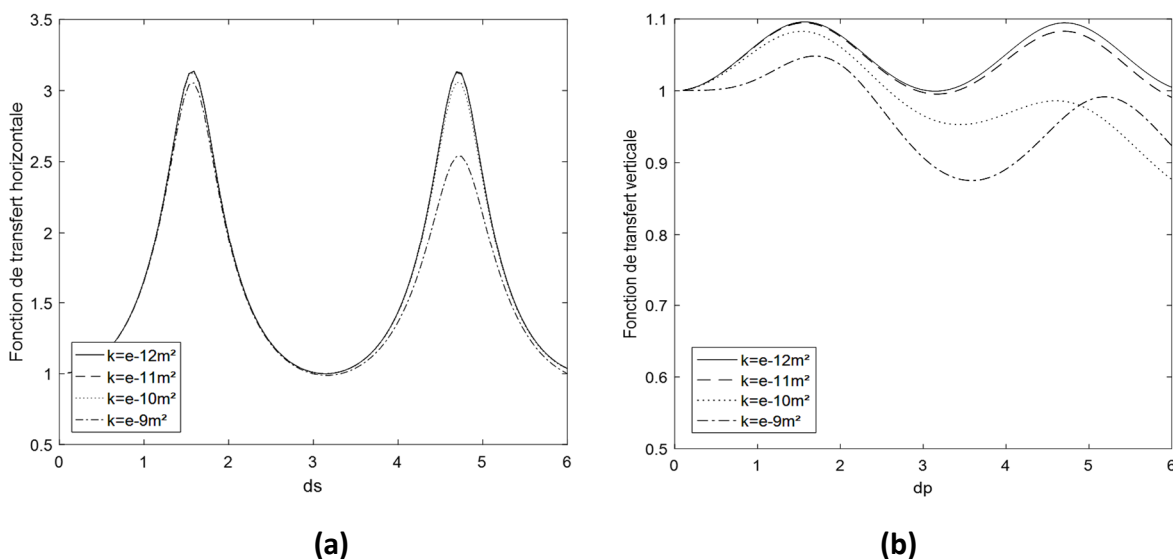 3.5
3
2.5
2
1.5
1
0.5
Fonction de transfert horizontale
0 1 2 3 4 5 6
ds
k=e-12m²
k=e-11m²
k=e-10m²
k=e-9m²
(a)
1.1
1
0.9
0.8
0.7
0.6
0.5
Fonction de transfet verticale
0 1 2 3 4 5 6
dp
k=e-12m²
k=e-11m²
k=e-10m²
k=e-9m²
(b)